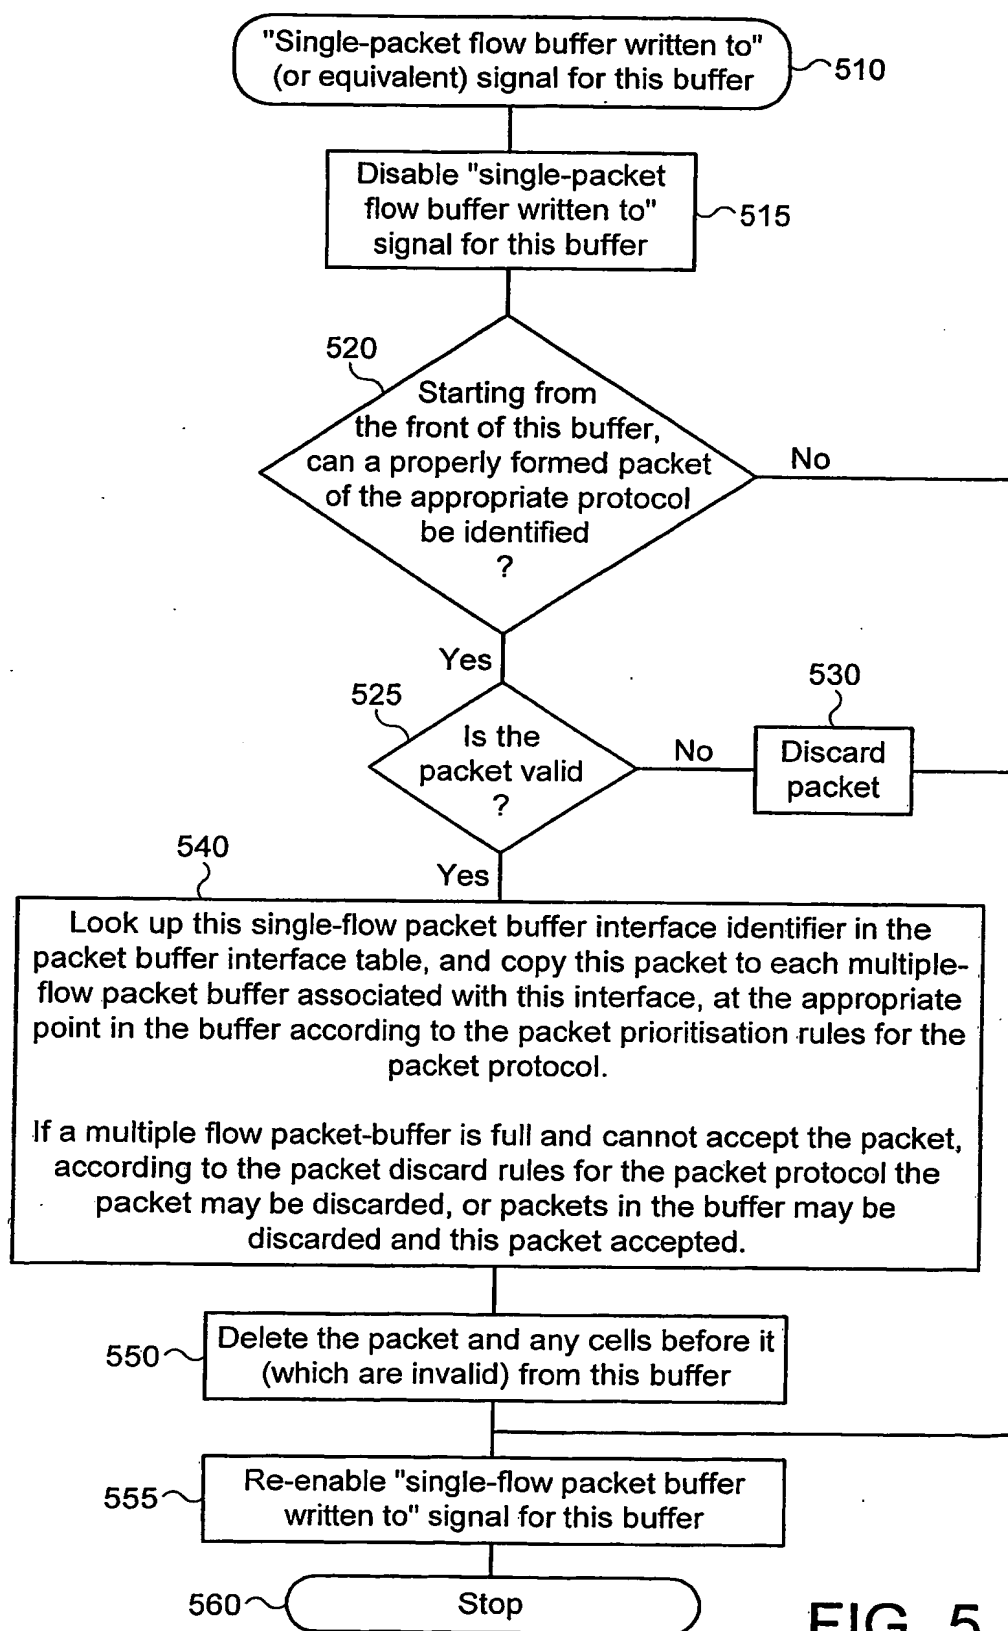 "Single-packet flow buffer written to"
(or equivalent) signal for this buffer
510
Disable "single-packet
flow buffer written to"
signal for this buffer
515
520
Starting from
the front of this buffer,
can a properly formed packet
of the appropriate protocol
be identified
?
No
Yes
525
Is the
packet valid
?
No
530
Discard
packet
Yes
540
Look up this single-flow packet buffer interface identifier in the
packet buffer interface table, and copy this packet to each multiple-
flow packet buffer associated with this interface, at the appropriate
point in the buffer according to the packet prioritisation rules for the
packet protocol.
If a multiple flow packet-buffer is full and cannot accept the packet,
according to the packet discard rules for the packet protocol the
packet may be discarded, or packets in the buffer may be
discarded and this packet accepted.
550
Delete the packet and any cells before it
(which are invalid) from this buffer
555
Re-enable "single-flow packet buffer
written to" signal for this buffer
560
Stop
FIG. 5